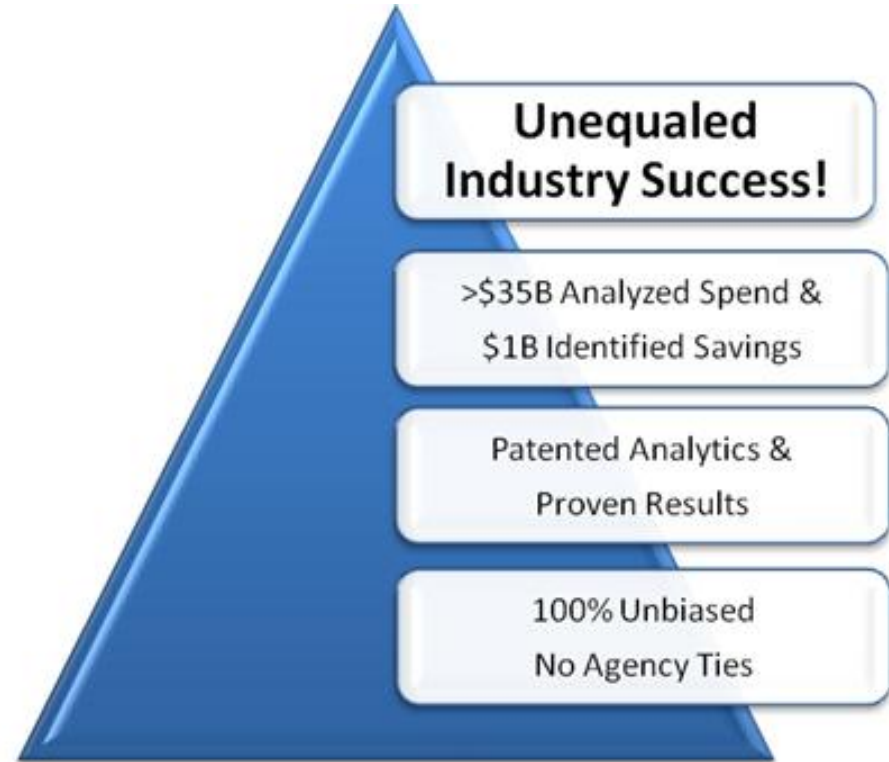 Unequaled
Industry Success!
>$35B Analyzed Spend &
$1B Identified Savings
Patented Analytics &
Proven Results
100% Unbiased
No Agency Ties